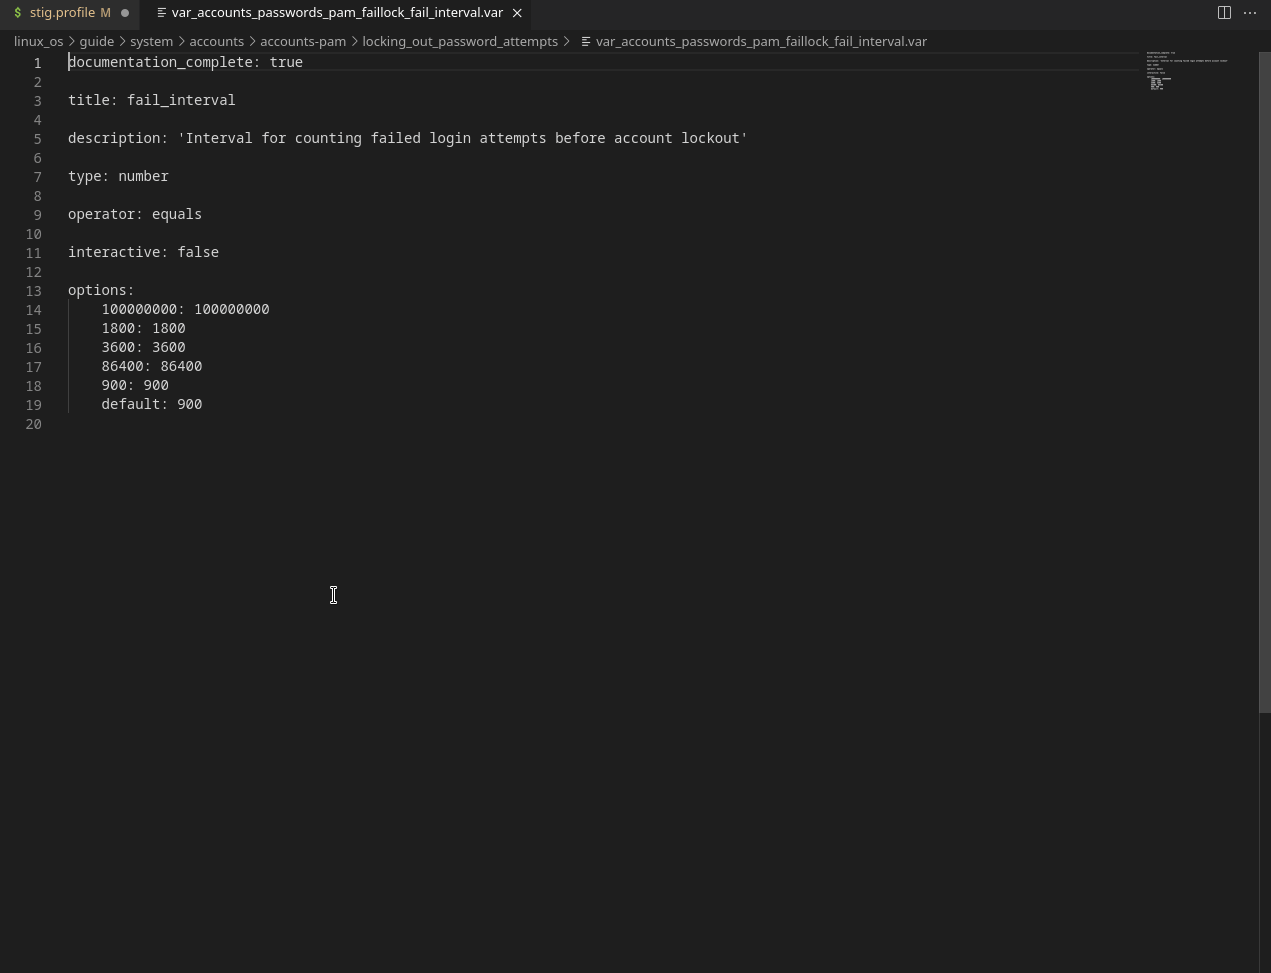 $ stig.profile M ● var_accounts_passwords_pam_faillock_fail_interval.var ×
linux_os > guide > system > accounts > accounts-pam > locking_out_password_attempts > var_accounts_passwords_pam_faillock_fail_interval.var
1 documentation_complete: true
2
3 title: fail_interval
4
5 description: 'Interval for counting failed login attempts before account lockout'
6
7 type: number
8
9 operator: equals
10
11 interactive: false
12
13 options:
14     100000000: 100000000
15     1800: 1800
16     3600: 3600
17     86400: 86400
18     900: 900
19     default: 900
20